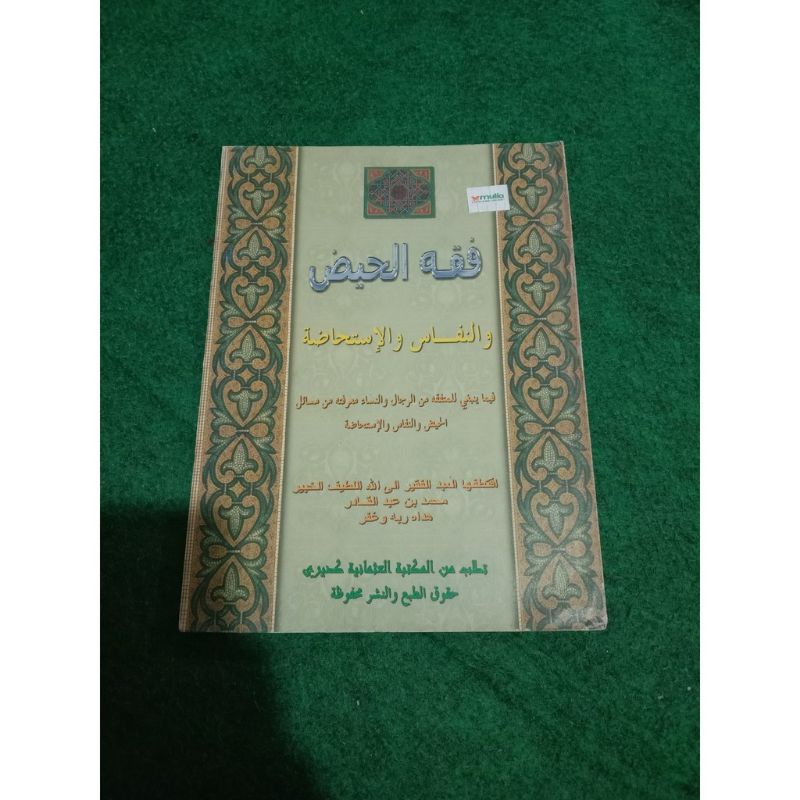 mulia
فقه الحيض
والنفاس والإستحاضة
فيما ينبغي للمتفقه من الرجال والنساء معرفته من مسائل
الحيض والنفاس والإستحاضة
اقتطفها العبد الفقير الى الله اللطيف الخبير
محمد بن عبد القادر
هداه ربه وغفر
تطلب من المكتبة العثمانية كديري
حقوق الطبع والنشر محفوظة